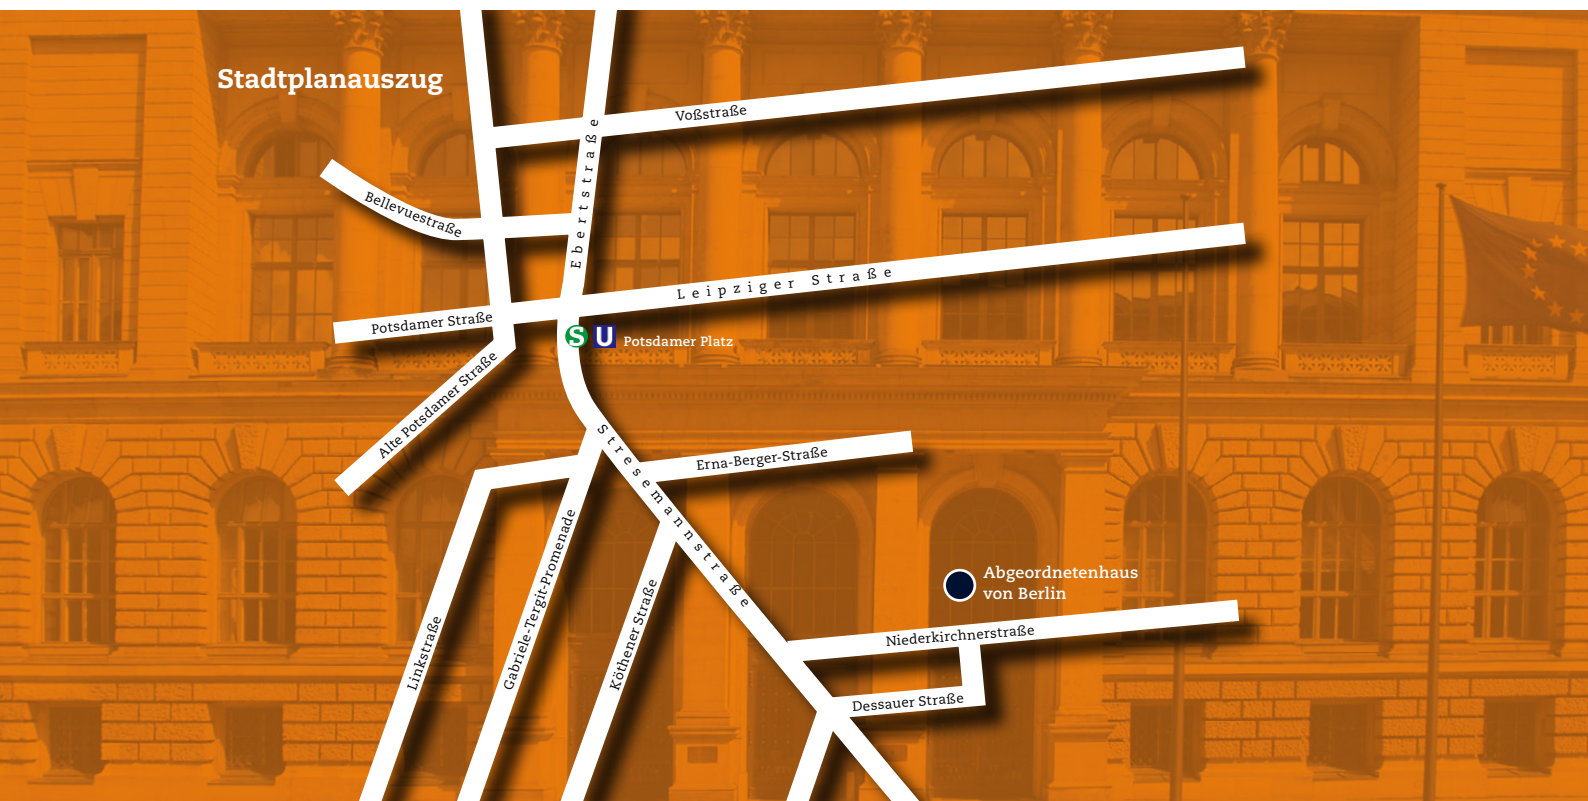 Stadtplanauszug
Voßstraße
Ebertstraße
Bellevuestraße
Leipziger Straße
Potsdamer Straße
S U Potsdamer Platz
Alte Potsdamer Straße
Stresemannstraße
Erna-Berger-Straße
Gabriele-Tergit-Promenade
Abgeordnetenhaus
von Berlin
Köthener Straße
Linkstraße
Niederkirchnerstraße
Dessauer Straße